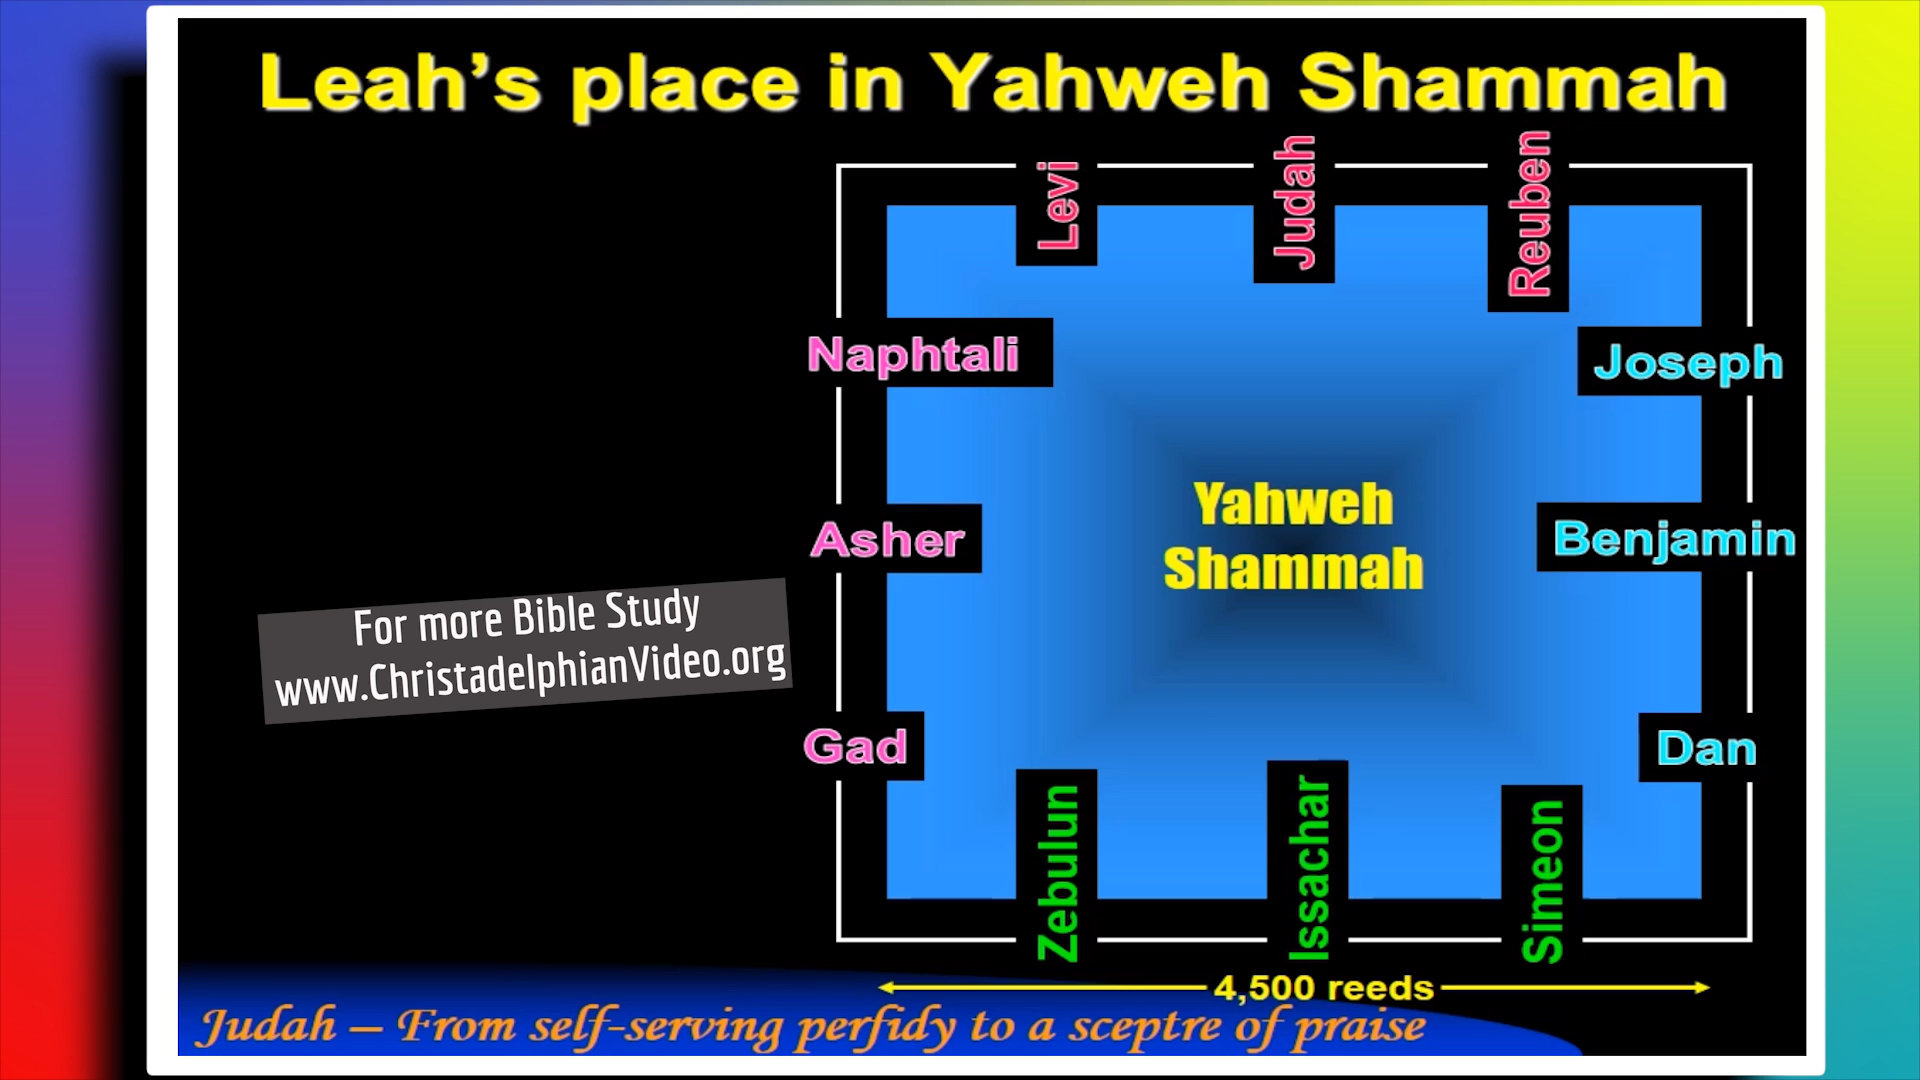 Leah’s place in Yahweh Shammah
Levi
Judah
Reuben
Naphtali
Joseph
Asher
Yahweh
Shammah
Benjamin
For more Bible Study
www.ChristadelphianVideo.org
Gad
Dan
Zebulun
Issachar
Simeon
4,500 reeds
Judah – From self-serving perfidy to a sceptre of praise